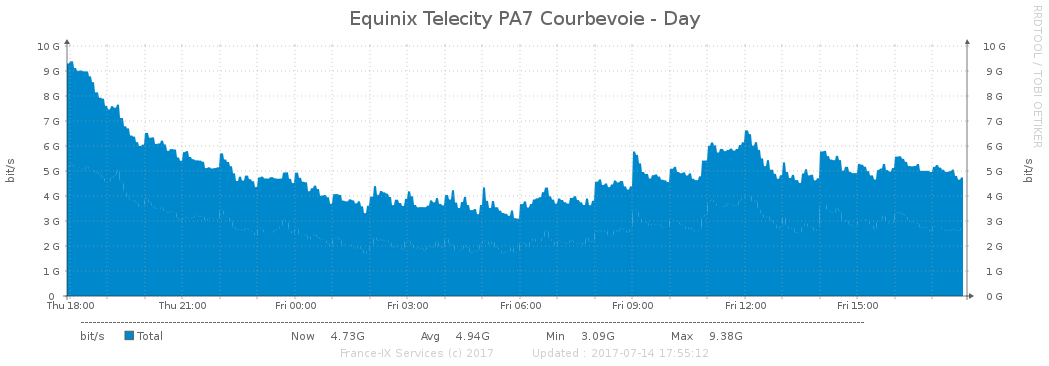 Equinix Telecity PA7 Courbevoie - Day
RRDTOOL / TOBI OETIKER
bit/s
10 G
9 G
8 G
7 G
6 G
5 G
4 G
3 G
2 G
1 G
0
10 G
9 G
8 G
7 G
6 G
5 G
4 G
3 G
2 G
1 G
0 G
bit/s
Thu 18:00 Thu 21:00 Fri 00:00 Fri 03:00 Fri 06:00 Fri 09:00 Fri 12:00 Fri 15:00
bit/s Total Now 4.73G Avg 4.94G Min 3.09G Max 9.38G
France-IX Services (c) 2017 Updated : 2017-07-14 17:55:12